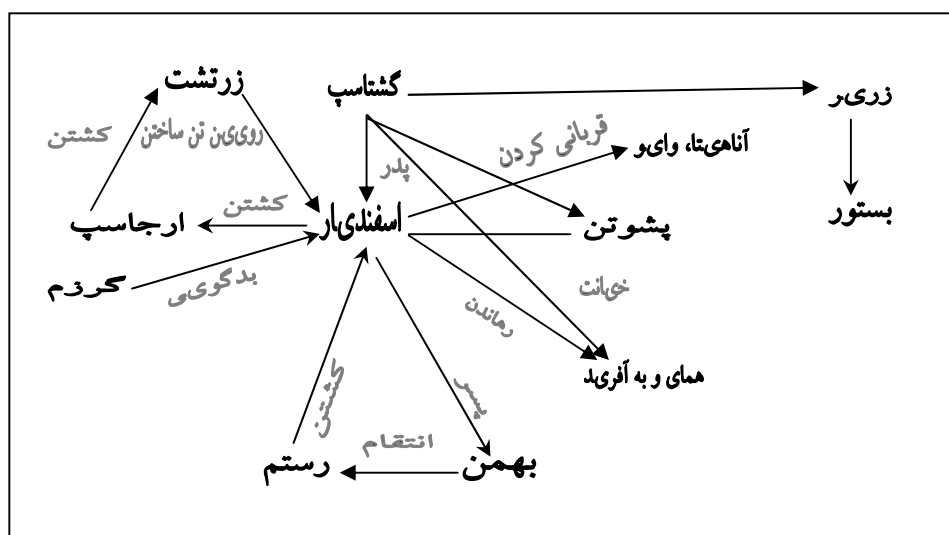 زرتشت
گشتاسپ
زریر
کشتن
رویین تن ساختن
پدر
قربانی کردن
آناهیتا، وایو
ارجاسپ
کشتن
اسفندیار
پشوتن
بستور
گرزم
بدگویی
رهاندن
خیانت
همای و به آفرید
کشتن
پسر
رستم
انتقام
بهمن